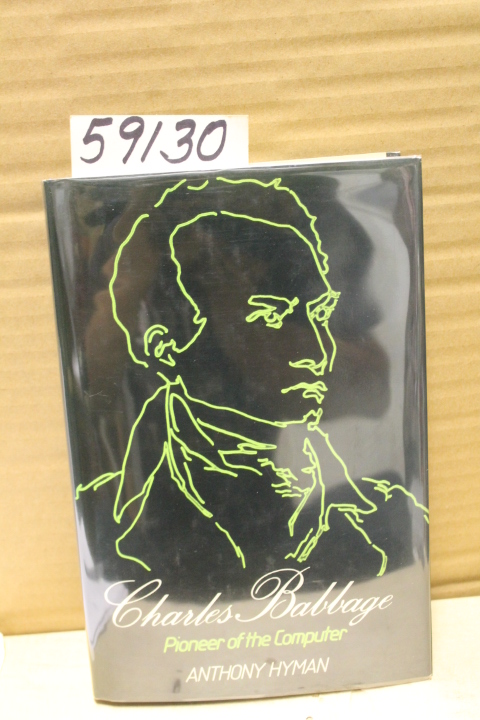 59130
Charles Babbage
Pioneer of the Computer
ANTHONY HYMAN